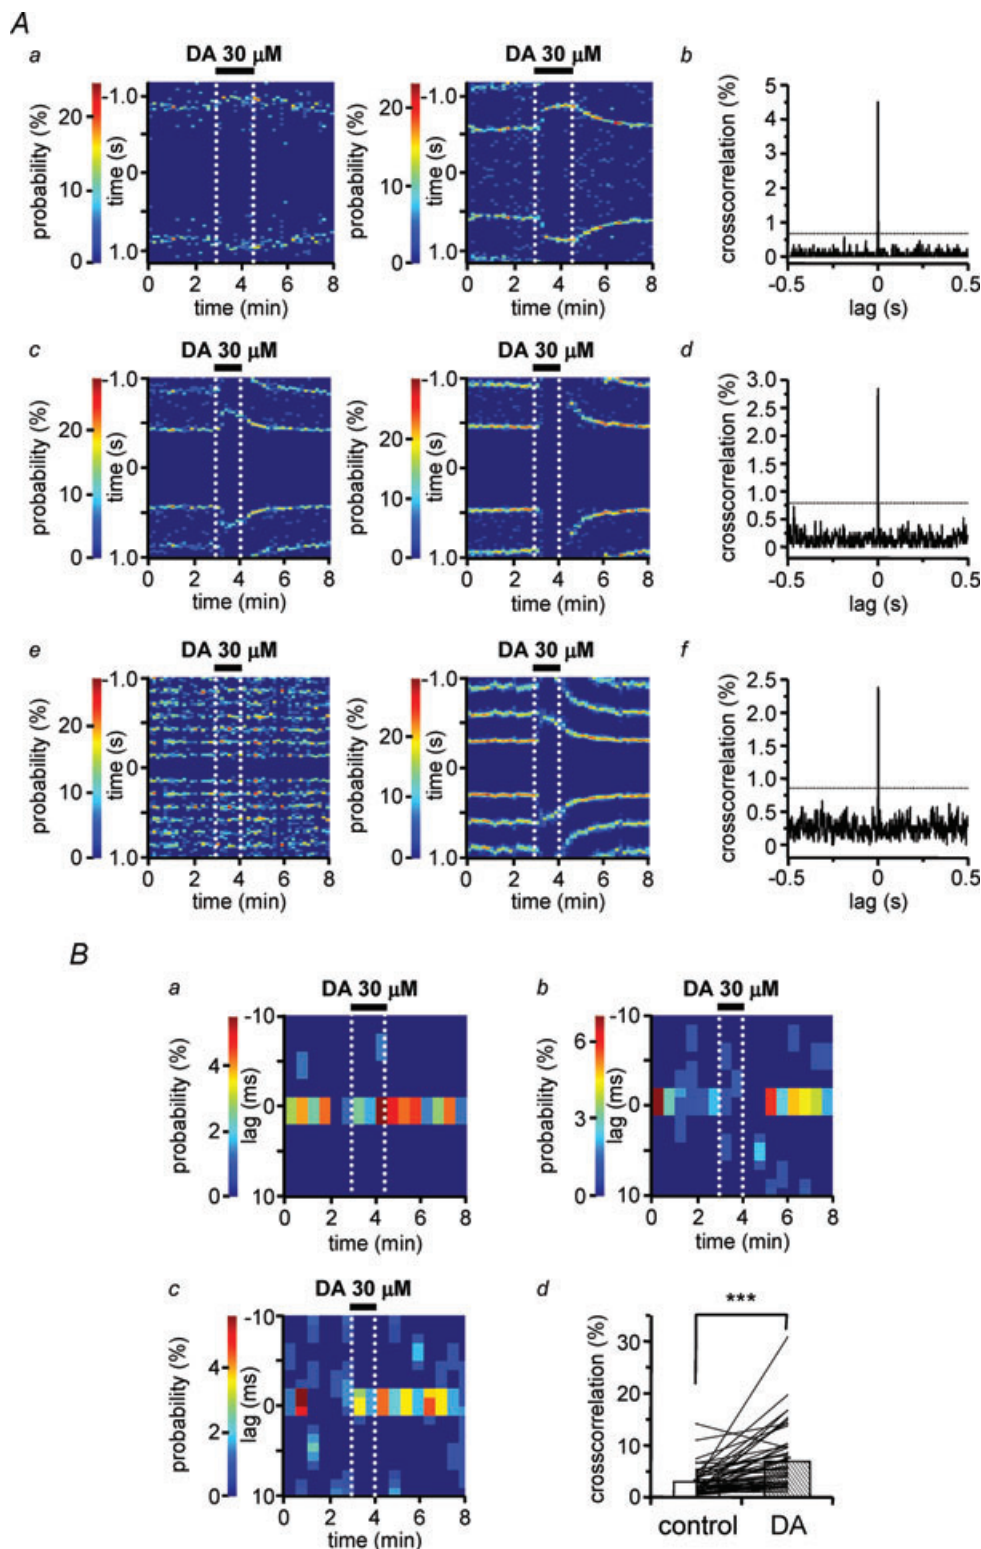 A
a
DA 30 µM
DA 30 µM
b
probability (%)
20
10
0
time (s)
-1.0
0
1.0
0 2 4 6 8
time (min)
probability (%)
20
10
0
time (s)
-1.0
0
1.0
0 2 4 6 8
time (min)
crosscorrelation (%)
5
4
3
2
1
0
-0.5 0 0.5
lag (s)
c
DA 30 µM
DA 30 µM
d
probability (%)
20
10
0
time (s)
-1.0
0
1.0
0 2 4 6 8
time (min)
probability (%)
20
10
0
time (s)
-1.0
0
1.0
0 2 4 6 8
time (min)
crosscorrelation (%)
3.0
2.5
2.0
1.5
1.0
0.5
0
-0.5 0 0.5
lag (s)
e
DA 30 µM
DA 30 µM
f
probability (%)
20
10
0
time (s)
-1.0
0
1.0
0 2 4 6 8
time (min)
probability (%)
20
10
0
time (s)
-1.0
0
1.0
0 2 4 6 8
time (min)
crosscorrelation (%)
2.5
2.0
1.5
1.0
0.5
0
-0.5 0 0.5
lag (s)
B
a
DA 30 µM
probability (%)
4
2
0
lag (ms)
-10
0
10
0 2 4 6 8
time (min)
b
DA 30 µM
probability (%)
6
3
0
lag (ms)
-10
0
10
0 2 4 6 8
time (min)
c
DA 30 µM
probability (%)
4
2
0
lag (ms)
-10
0
10
0 2 4 6 8
time (min)
d
***
crosscorrelation (%)
30
20
10
5
0
control DA